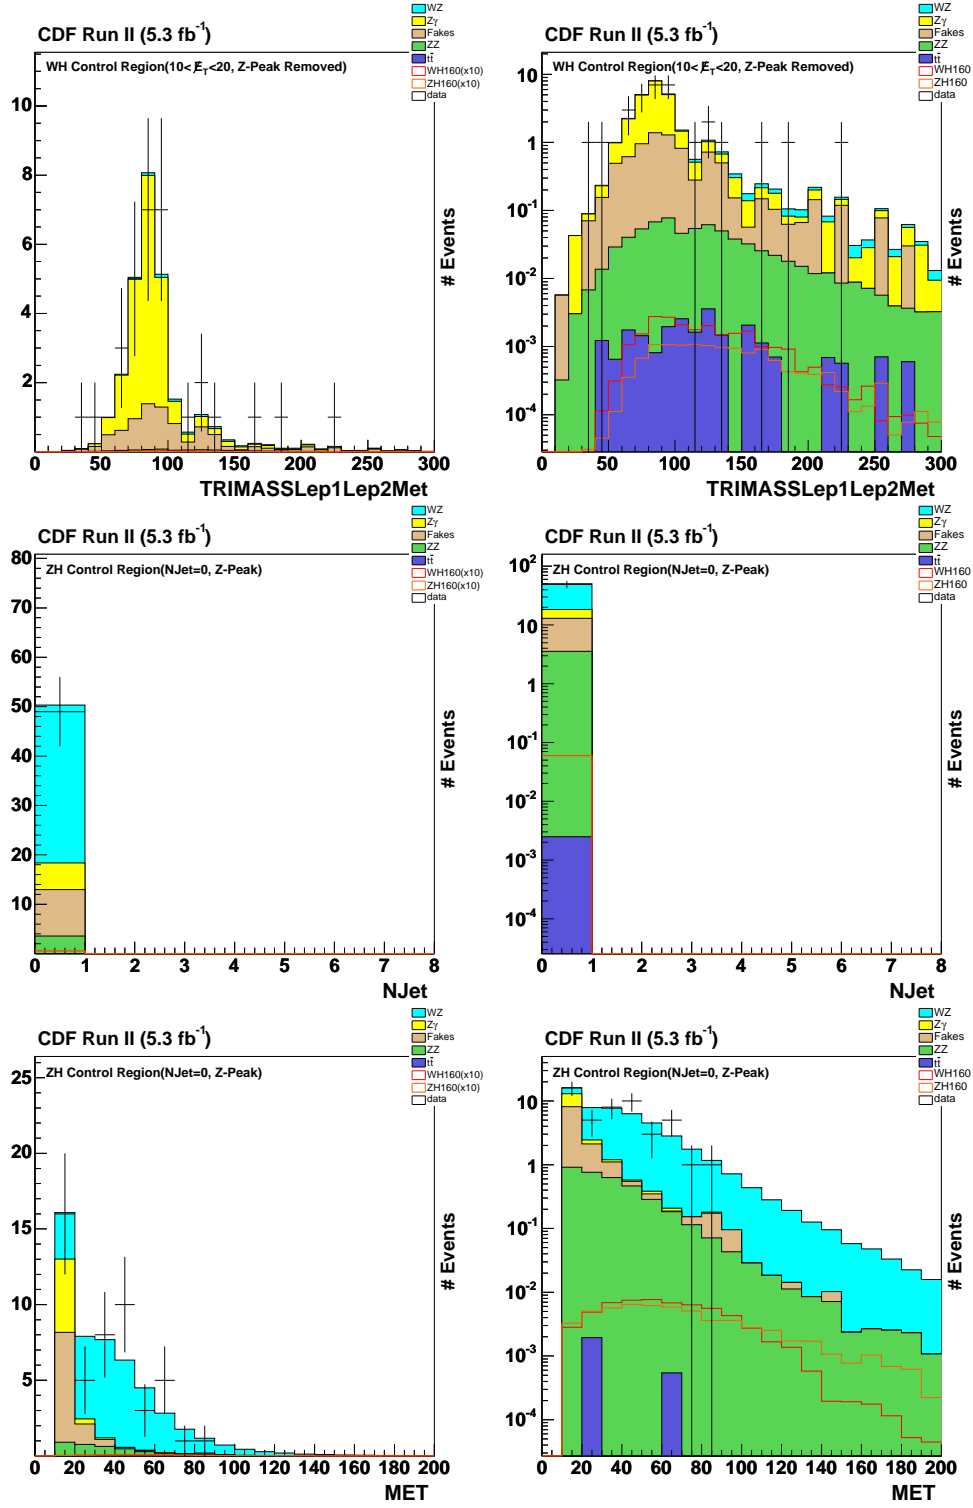 CDF Run II (5.3 fb⁻¹)
WH Control Region(10< E̸_T<20, Z-Peak Removed)
WZ
Zγ
Fakes
ZZ
tt̄
WH160(x10)
ZH160(x10)
data
10
8
6
4
2
0 50 100 150 200 250 300
TRIMASSLep1Lep2Met
# Events
CDF Run II (5.3 fb⁻¹)
WH Control Region(10< E̸_T<20, Z-Peak Removed)
WZ
Zγ
Fakes
ZZ
tt̄
WH160
ZH160
data
10
1
10⁻¹
10⁻²
10⁻³
10⁻⁴
0 50 100 150 200 250 300
TRIMASSLep1Lep2Met
# Events
CDF Run II (5.3 fb⁻¹)
ZH Control Region(NJet=0, Z-Peak)
WZ
Zγ
Fakes
ZZ
tt̄
WH160(x10)
ZH160(x10)
data
80
70
60
50
40
30
20
10
0 1 2 3 4 5 6 7 8
NJet
# Events
CDF Run II (5.3 fb⁻¹)
ZH Control Region(NJet=0, Z-Peak)
WZ
Zγ
Fakes
ZZ
tt̄
WH160
ZH160
data
10²
10
1
10⁻¹
10⁻²
10⁻³
10⁻⁴
0 1 2 3 4 5 6 7 8
NJet
# Events
CDF Run II (5.3 fb⁻¹)
ZH Control Region(NJet=0, Z-Peak)
WZ
Zγ
Fakes
ZZ
tt̄
WH160(x10)
ZH160(x10)
data
25
20
15
10
5
0 20 40 60 80 100 120 140 160 180 200
MET
# Events
CDF Run II (5.3 fb⁻¹)
ZH Control Region(NJet=0, Z-Peak)
WZ
Zγ
Fakes
ZZ
tt̄
WH160
ZH160
data
10
1
10⁻¹
10⁻²
10⁻³
10⁻⁴
0 20 40 60 80 100 120 140 160 180 200
MET
# Events